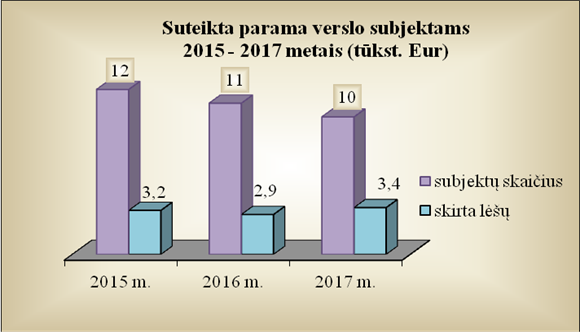 Suteikta parama verslo subjektams
2015 - 2017 metais (tūkst. Eur)
12
11
10
3,2
2,9
3,4
subjektų skaičius
skirta lėšų
2015 m.
2016 m.
2017 m.